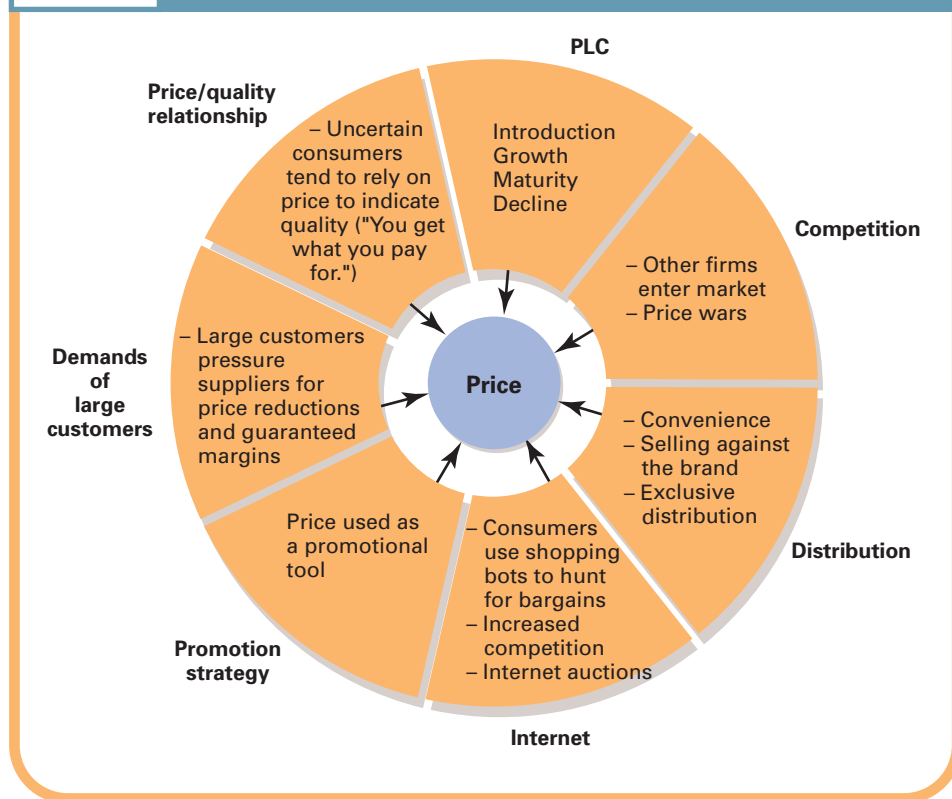 PLC
Introduction
Growth
Maturity
Decline
Competition
– Other firms
enter market
– Price wars
– Convenience
– Selling against
the brand
– Exclusive
distribution
Distribution
– Consumers
use shopping
bots to hunt
for bargains
– Increased
competition
– Internet auctions
Internet
Price used as
a promotional
tool
Promotion
strategy
Demands
of
large
customers
– Large customers
pressure
suppliers for
price reductions
and guaranteed
margins
Price/quality
relationship
– Uncertain
consumers
tend to rely on
price to indicate
quality ("You get
what you pay
for.")
Price